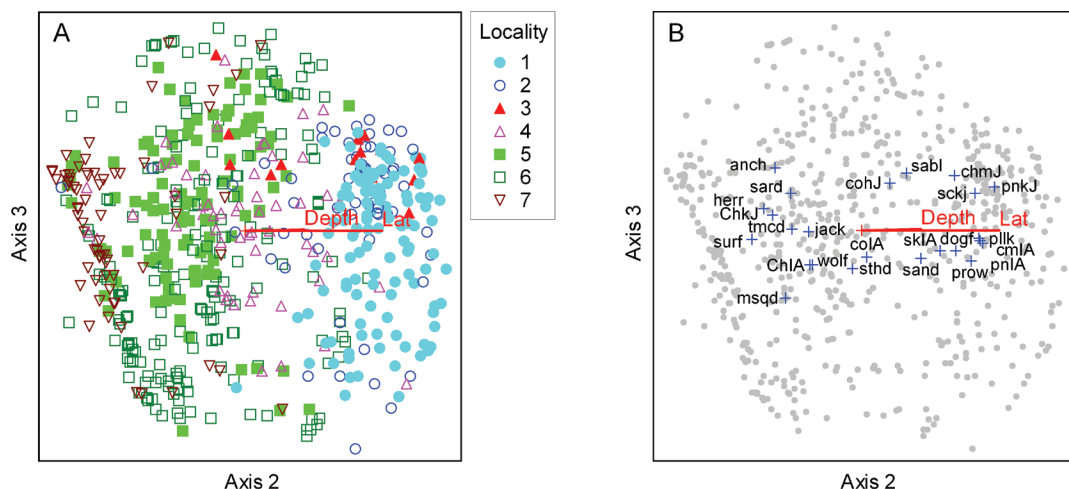 A
Axis 3
Axis 2
Depth
Lat
Locality
1
2
3
4
5
6
7
B
Axis 3
Axis 2
anch
sard
herr
ChkJ
tmcd
jack
surf
ChlA
wolf
msqd
cohJ
sabl
chmJ
sckj
pnkJ
Depth
Lat
colA
sklA
dogf
pllk
cmlA
sthd
sand
prow
pnlA